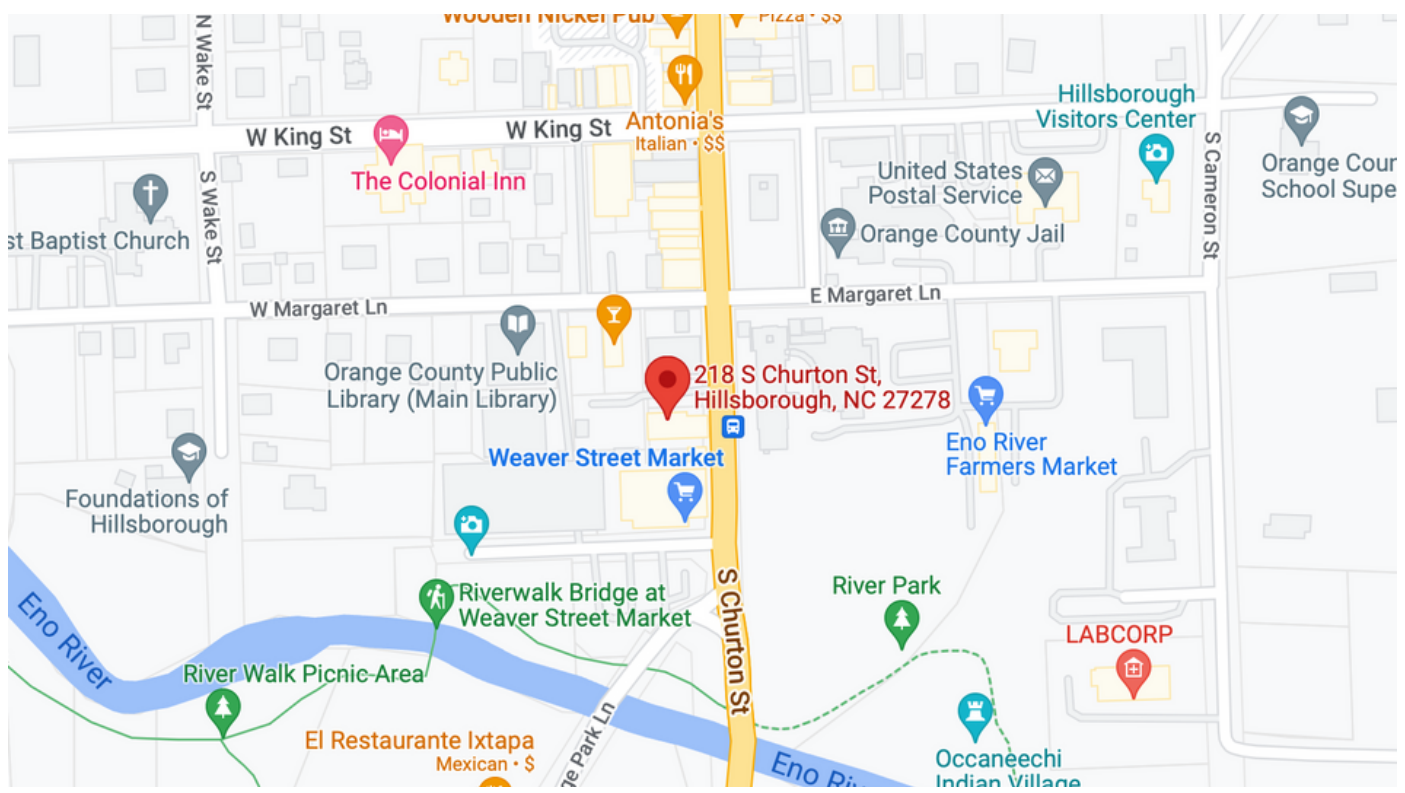 Wooden Nickel Pub
Pizza • $$
N Wake St
W King St
W King St
Antonia's
Italian • $$
The Colonial Inn
Hillsborough
Visitors Center
United States
Postal Service
S Cameron St
Orange Cour
School Supe
S Wake St
st Baptist Church
Orange County Jail
W Margaret Ln
E Margaret Ln
Orange County Public
Library (Main Library)
218 S Churton St,
Hillsborough, NC 27278
Weaver Street Market
Eno River
Farmers Market
Foundations of
Hillsborough
Riverwalk Bridge at
Weaver Street Market
River Park
S Churton St
Eno River
LABCORP
River Walk Picnic Area
El Restaurante Ixtapa
Mexican • $
ge Park Ln
Eno Riv
Occaneechi
Indian Village